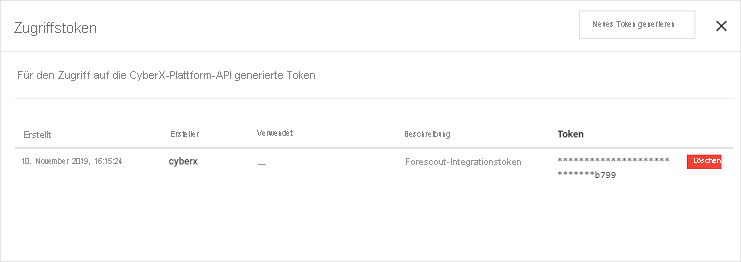 Zugriffstoken
Neues Token generieren
Für den Zugriff auf die CyberX-Plattform-API generierte Token
Erstellt Ersteller Verwendet Beschreibung Token
10. November 2019, 16:15:24 cyberx — Forescout-Integrationstoken ********************* Löschen
*******b799